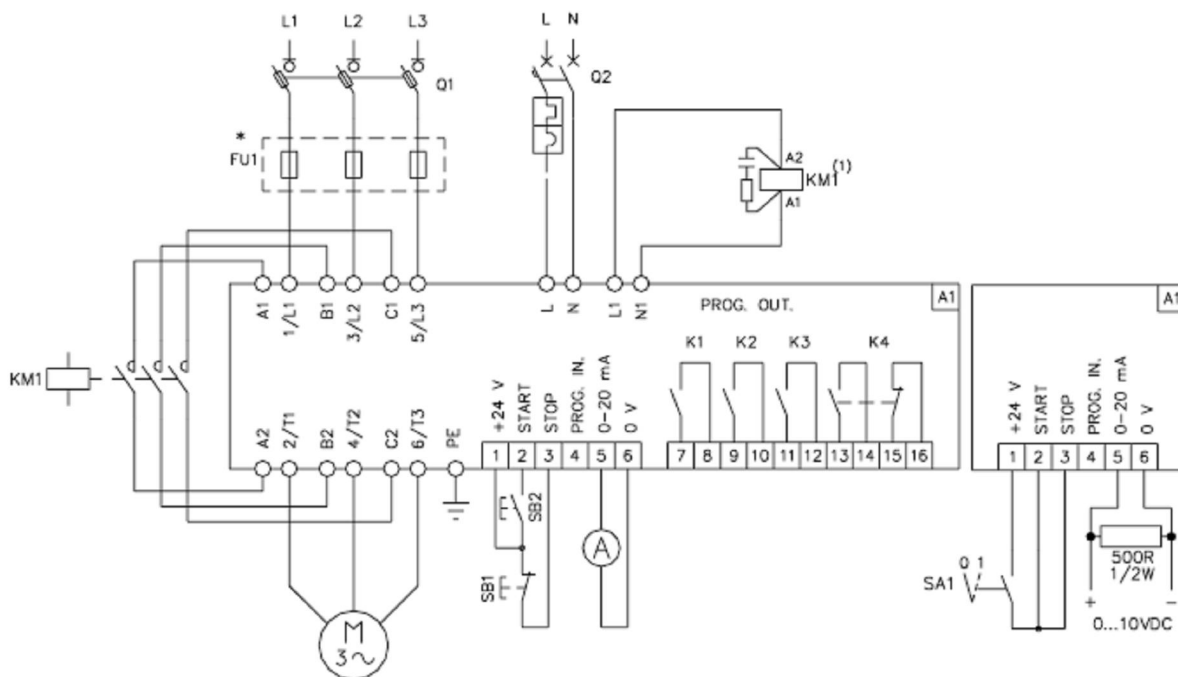 L1 L2 L3 L N
Q1 Q2
* FU1
A2
KM1 (1)
A1
A1 1/L1 B1 3/L2 C1 5/L3 L N L1 N1 PROG. OUT. A1 A1
K1 K2 K3 K4
KM1
+24 V START STOP PROG. IN. 0-20 mA 0 V
+24 V START STOP PROG. IN. 0-20 mA 0 V
A2 2/T1 B2 4/T2 C2 6/T3 PE
1 2 3 4 5 6 7 8 9 10 11 12 13 14 15 16
1 2 3 4 5 6
SB2
A
SB1
500R
1/2W
0 1
SA1
+ -
0...10VDC
M
3~